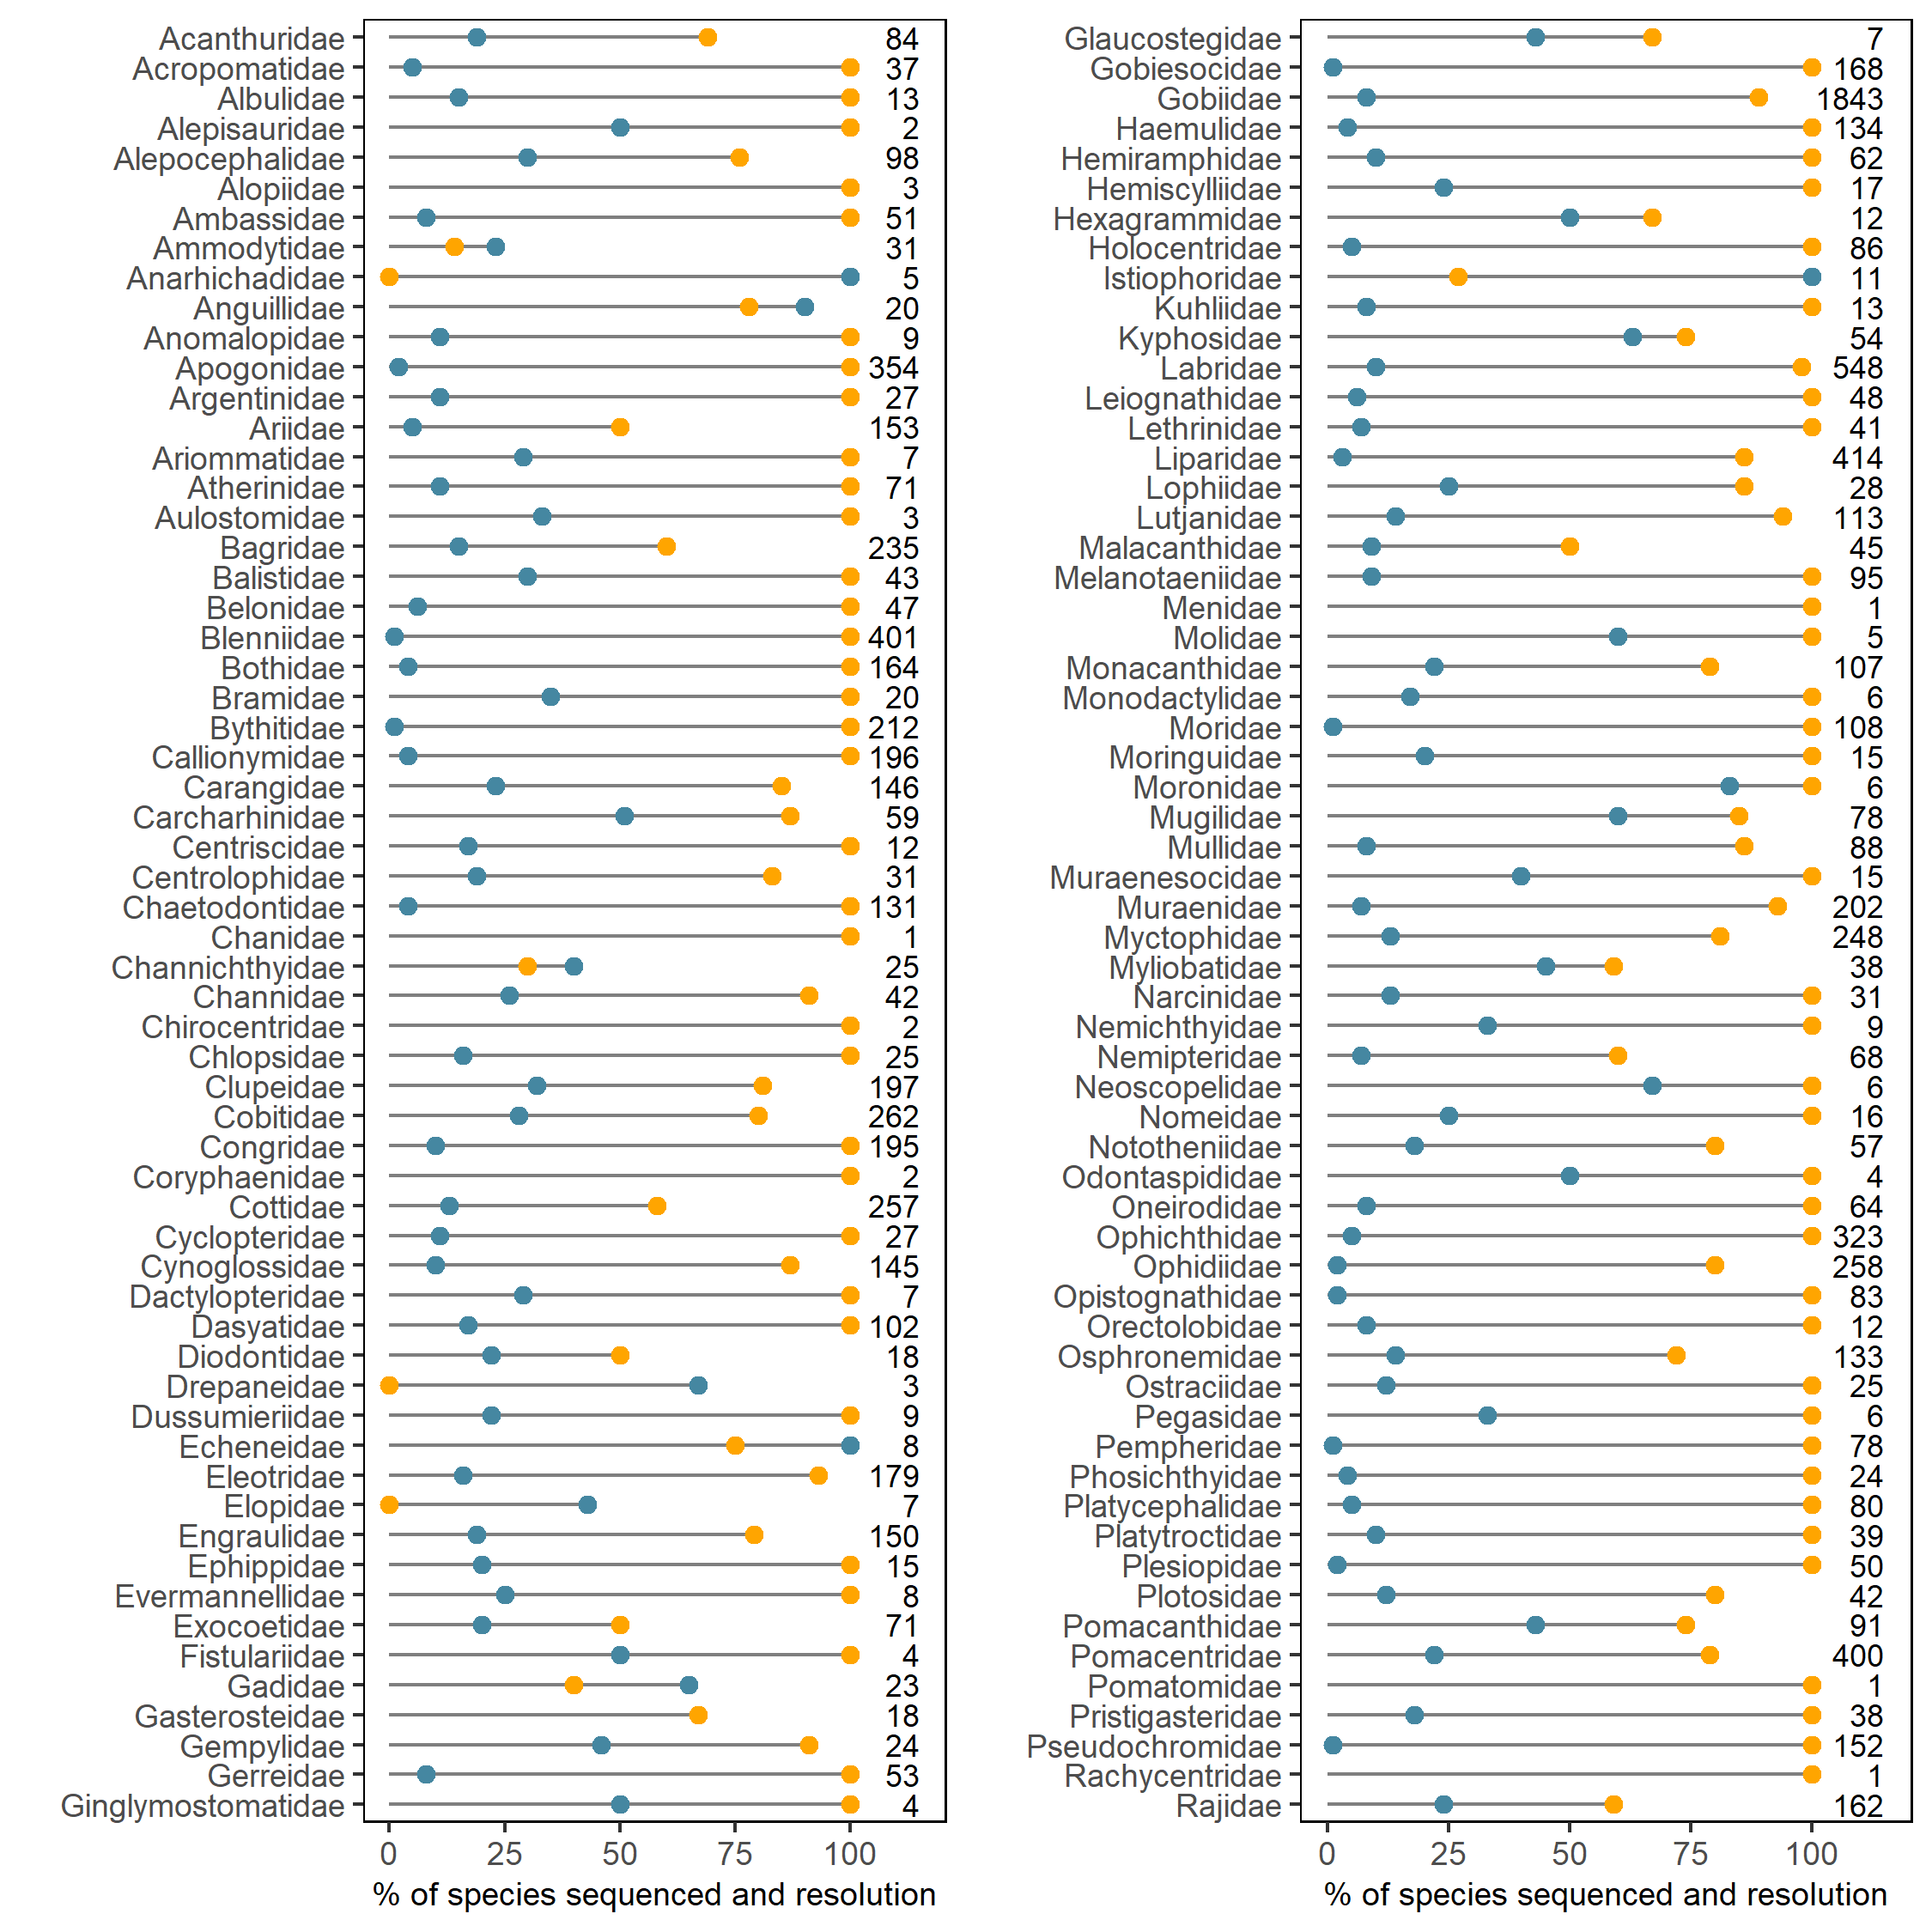 Acanthuridae 84
Acropomatidae 37
Albulidae 13
Alepisauridae 2
Alepocephalidae 98
Alopiidae 3
Ambassidae 51
Ammodytidae 31
Anarhichadidae 5
Anguillidae 20
Anomalopidae 9
Apogonidae 354
Argentinidae 27
Ariidae 153
Ariommatidae 7
Atherinidae 71
Aulostomidae 3
Bagridae 235
Balistidae 43
Belonidae 47
Blenniidae 401
Bothidae 164
Bramidae 20
Bythitidae 212
Callionymidae 196
Carangidae 146
Carcharhinidae 59
Centriscidae 12
Centrolophidae 31
Chaetodontidae 131
Chanidae 1
Channichthyidae 25
Channidae 42
Chirocentridae 2
Chlopsidae 25
Clupeidae 197
Cobitidae 262
Congridae 195
Coryphaenidae 2
Cottidae 257
Cyclopteridae 27
Cynoglossidae 145
Dactylopteridae 7
Dasyatidae 102
Diodontidae 18
Drepaneidae 3
Dussumieriidae 9
Echeneidae 8
Eleotridae 179
Elopidae 7
Engraulidae 150
Ephippidae 15
Evermannellidae 8
Exocoetidae 71
Fistulariidae 4
Gadidae 23
Gasterosteidae 18
Gempylidae 24
Gerreidae 53
Ginglymostomatidae 4
0 25 50 75 100
% of species sequenced and resolution
Glaucostegidae 7
Gobiesocidae 168
Gobiidae 1843
Haemulidae 134
Hemiramphidae 62
Hemiscylliidae 17
Hexagrammidae 12
Holocentridae 86
Istiophoridae 11
Kuhliidae 13
Kyphosidae 54
Labridae 548
Leiognathidae 48
Lethrinidae 41
Liparidae 414
Lophiidae 28
Lutjanidae 113
Malacanthidae 45
Melanotaeniidae 95
Menidae 1
Molidae 5
Monacanthidae 107
Monodactylidae 6
Moridae 108
Moringuidae 15
Moronidae 6
Mugilidae 78
Mullidae 88
Muraenesocidae 15
Muraenidae 202
Myctophidae 248
Myliobatidae 38
Narcinidae 31
Nemichthyidae 9
Nemipteridae 68
Neoscopelidae 6
Nomeidae 16
Nototheniidae 57
Odontaspididae 4
Oneirodidae 64
Ophichthidae 323
Ophidiidae 258
Opistognathidae 83
Orectolobidae 12
Osphronemidae 133
Ostraciidae 25
Pegasidae 6
Pempheridae 78
Phosichthyidae 24
Platycephalidae 80
Platytroctidae 39
Plesiopidae 50
Plotosidae 42
Pomacanthidae 91
Pomacentridae 400
Pomatomidae 1
Pristigasteridae 38
Pseudochromidae 152
Rachycentridae 1
Rajidae 162
0 25 50 75 100
% of species sequenced and resolution